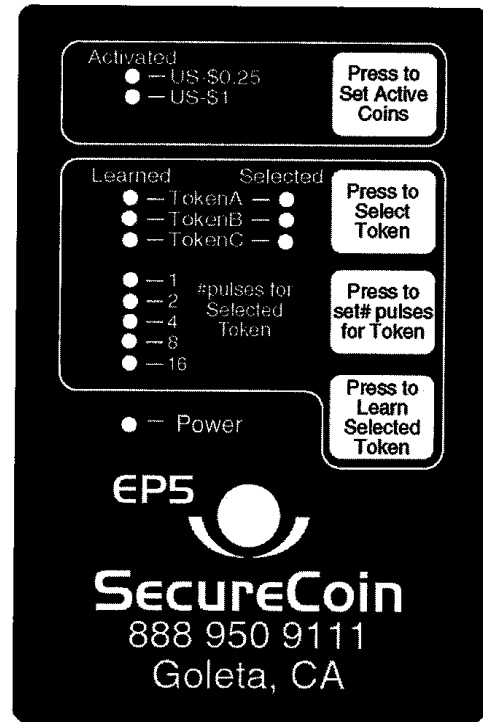 Activated
– US-$0.25
– US-$1
Press to
Set Active
Coins
Learned Selected
– TokenA –
– TokenB –
– TokenC –
Press to
Select
Token
– 1
– 2
– 4
– 8
– 16
#pulses for
Selected
Token
Press to
set# pulses
for Token
Press to
Learn
Selected
Token
– Power
EP5
SecureCoin
888 950 9111
Goleta, CA